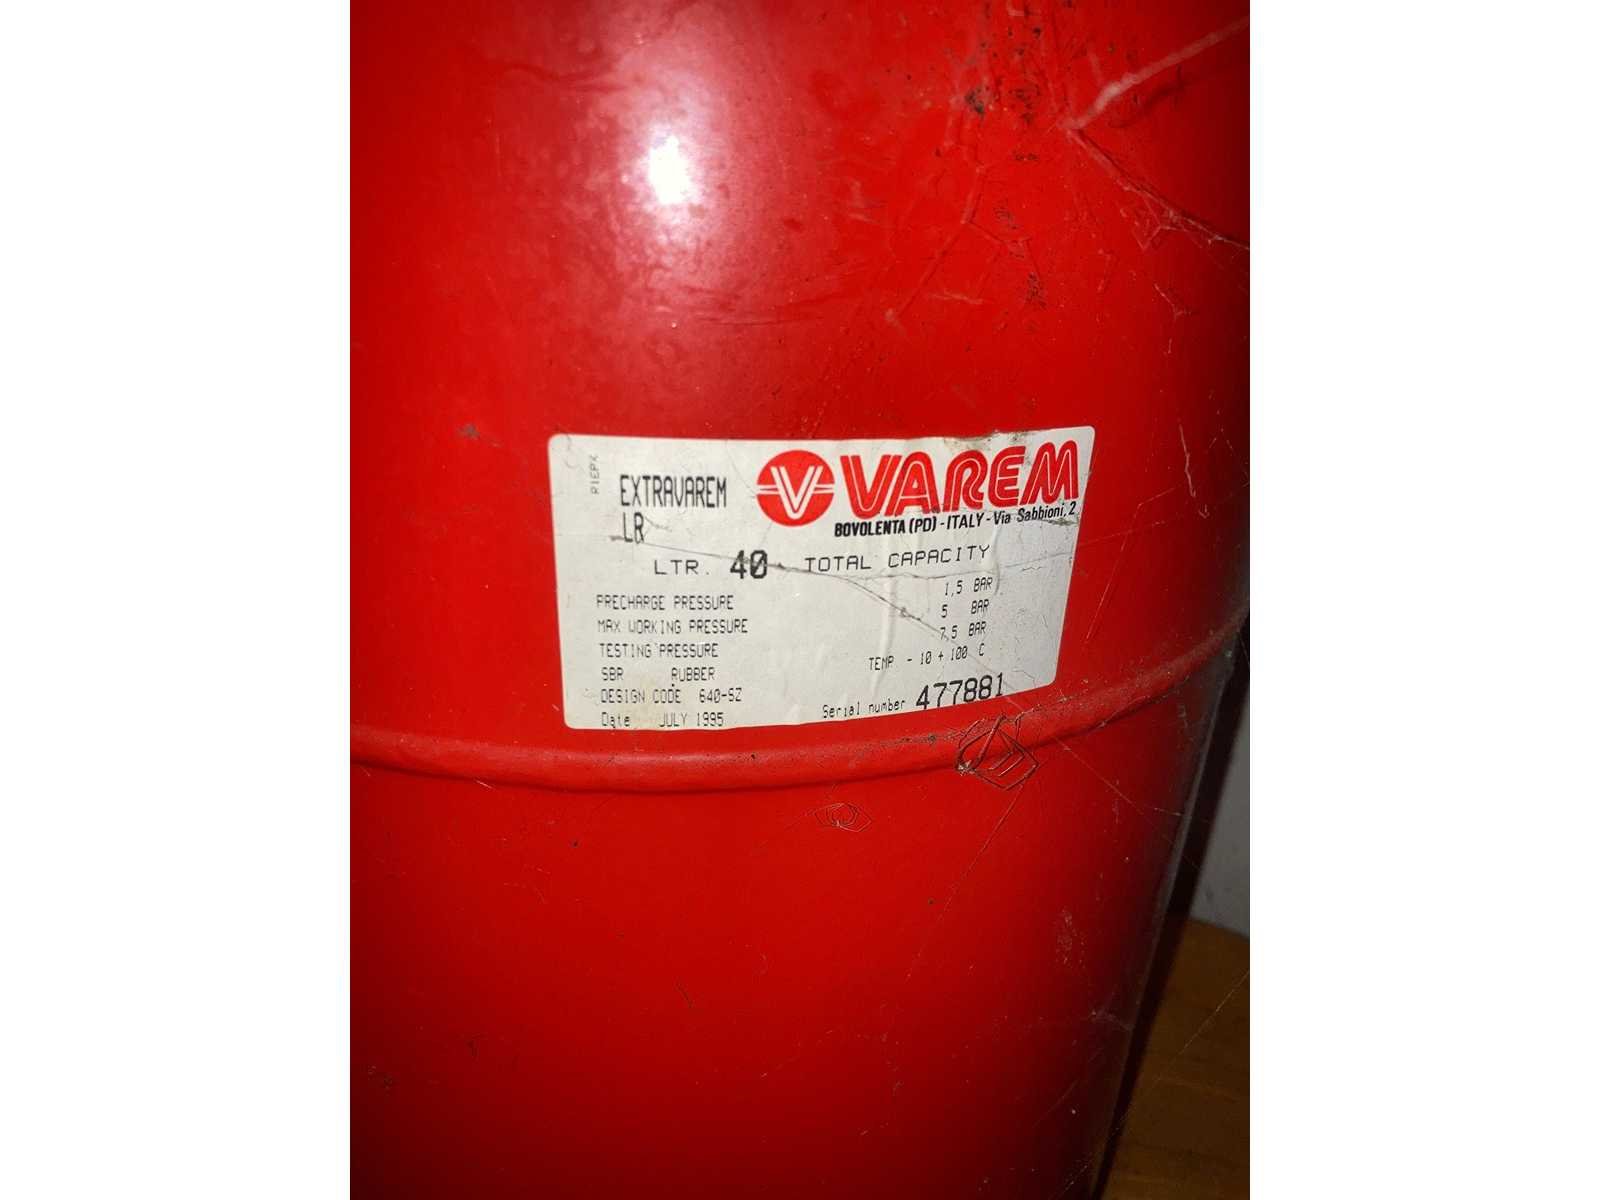 RIEPX
EXTRAVAREM
LR
VAREM
BOVOLENTA (PD) - ITALY - Via Sabbioni, 2
LTR. 40 TOTAL CAPACITY
PRECHARGE PRESSURE 1,5 BAR
MAX WORKING PRESSURE 5 BAR
TESTING PRESSURE 7,5 BAR
SBR RUBBER TEMP - 10 + 100 C
DESIGN CODE 640-SZ
Date JULY 1995 Serial number 477881